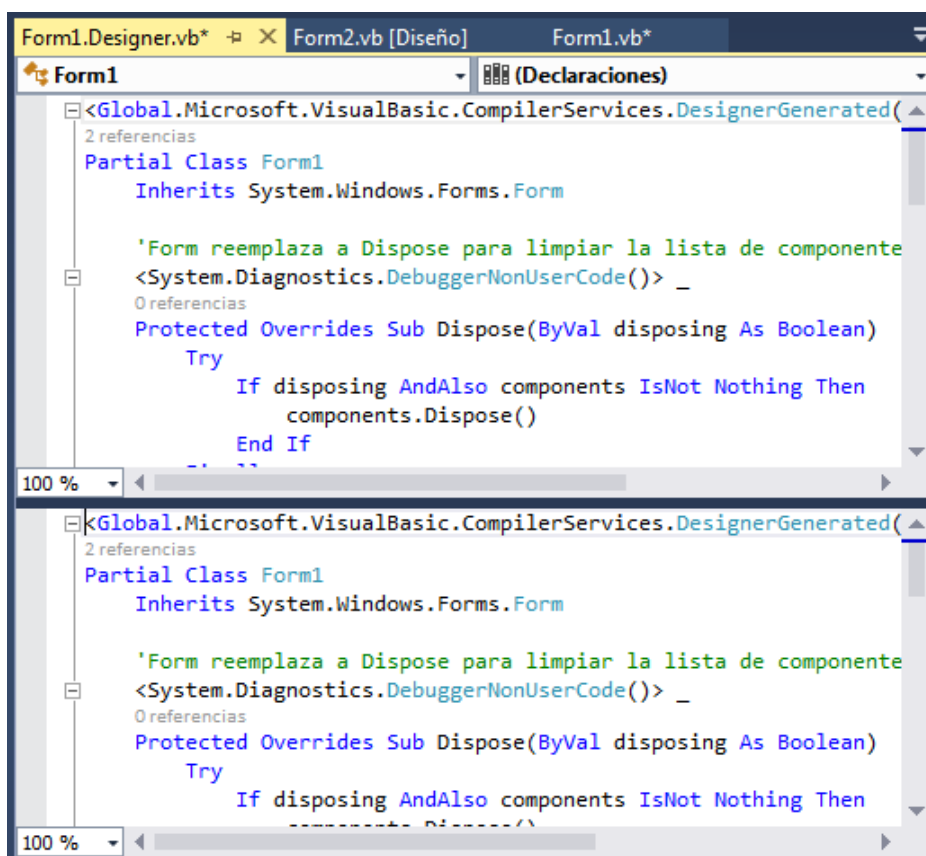 Form1.Designer.vb* Form2.vb [Diseño] Form1.vb*
Form1 (Declaraciones)
<Global.Microsoft.VisualBasic.CompilerServices.DesignerGenerated(
2 referencias
Partial Class Form1
Inherits System.Windows.Forms.Form
'Form reemplaza a Dispose para limpiar la lista de componente
<System.Diagnostics.DebuggerNonUserCode()> _
0 referencias
Protected Overrides Sub Dispose(ByVal disposing As Boolean)
Try
If disposing AndAlso components IsNot Nothing Then
components.Dispose()
End If
100 %
<Global.Microsoft.VisualBasic.CompilerServices.DesignerGenerated(
2 referencias
Partial Class Form1
Inherits System.Windows.Forms.Form
'Form reemplaza a Dispose para limpiar la lista de componente
<System.Diagnostics.DebuggerNonUserCode()> _
0 referencias
Protected Overrides Sub Dispose(ByVal disposing As Boolean)
Try
If disposing AndAlso components IsNot Nothing Then
100 %